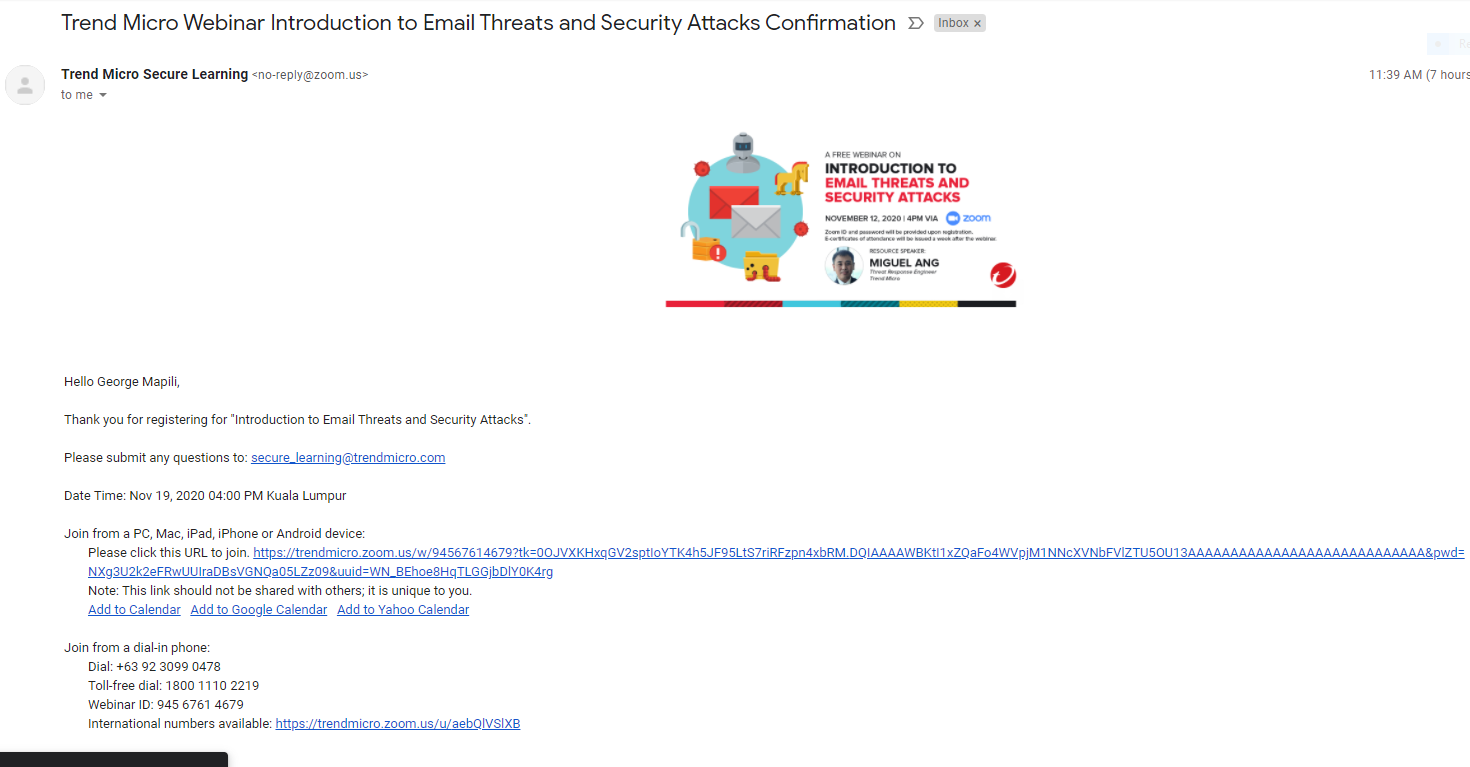 Trend Micro Webinar Introduction to Email Threats and Security Attacks Confirmation
Inbox ×
Trend Micro Secure Learning <no-reply@zoom.us>
11:39 AM (7 hours
to me
A FREE WEBINAR ON
INTRODUCTION TO
EMAIL THREATS AND
SECURITY ATTACKS
NOVEMBER 12, 2020 | 4PM VIA zoom
Zoom ID and password will be provided upon registration.
E-certificates of attendance will be issued a week after the webinar.
RESOURCE SPEAKER:
MIGUEL ANG
Threat Response Engineer
Trend Micro
Hello George Mapili,
Thank you for registering for "Introduction to Email Threats and Security Attacks".
Please submit any questions to: secure_learning@trendmicro.com
Date Time: Nov 19, 2020 04:00 PM Kuala Lumpur
Join from a PC, Mac, iPad, iPhone or Android device:
Please click this URL to join. https://trendmicro.zoom.us/w/94567614679?tk=0OJVXKHxqGV2sptIoYTK4h5JF95LtS7riRFzpn4xbRM.DQIAAAAWBKtI1xZQaFo4WVpjM1NNcXVNbFVlZTU5OU13AAAAAAAAAAAAAAAAAAAAAAAAAAAA&pwd=
NXg3U2k2eFRwUUIraDBsVGNQa05LZz09&uuid=WN_BEhoe8HqTLGGjbDlY0K4rg
Note: This link should not be shared with others; it is unique to you.
Add to Calendar Add to Google Calendar Add to Yahoo Calendar
Join from a dial-in phone:
Dial: +63 92 3099 0478
Toll-free dial: 1800 1110 2219
Webinar ID: 945 6761 4679
International numbers available: https://trendmicro.zoom.us/u/aebQlVSlXB